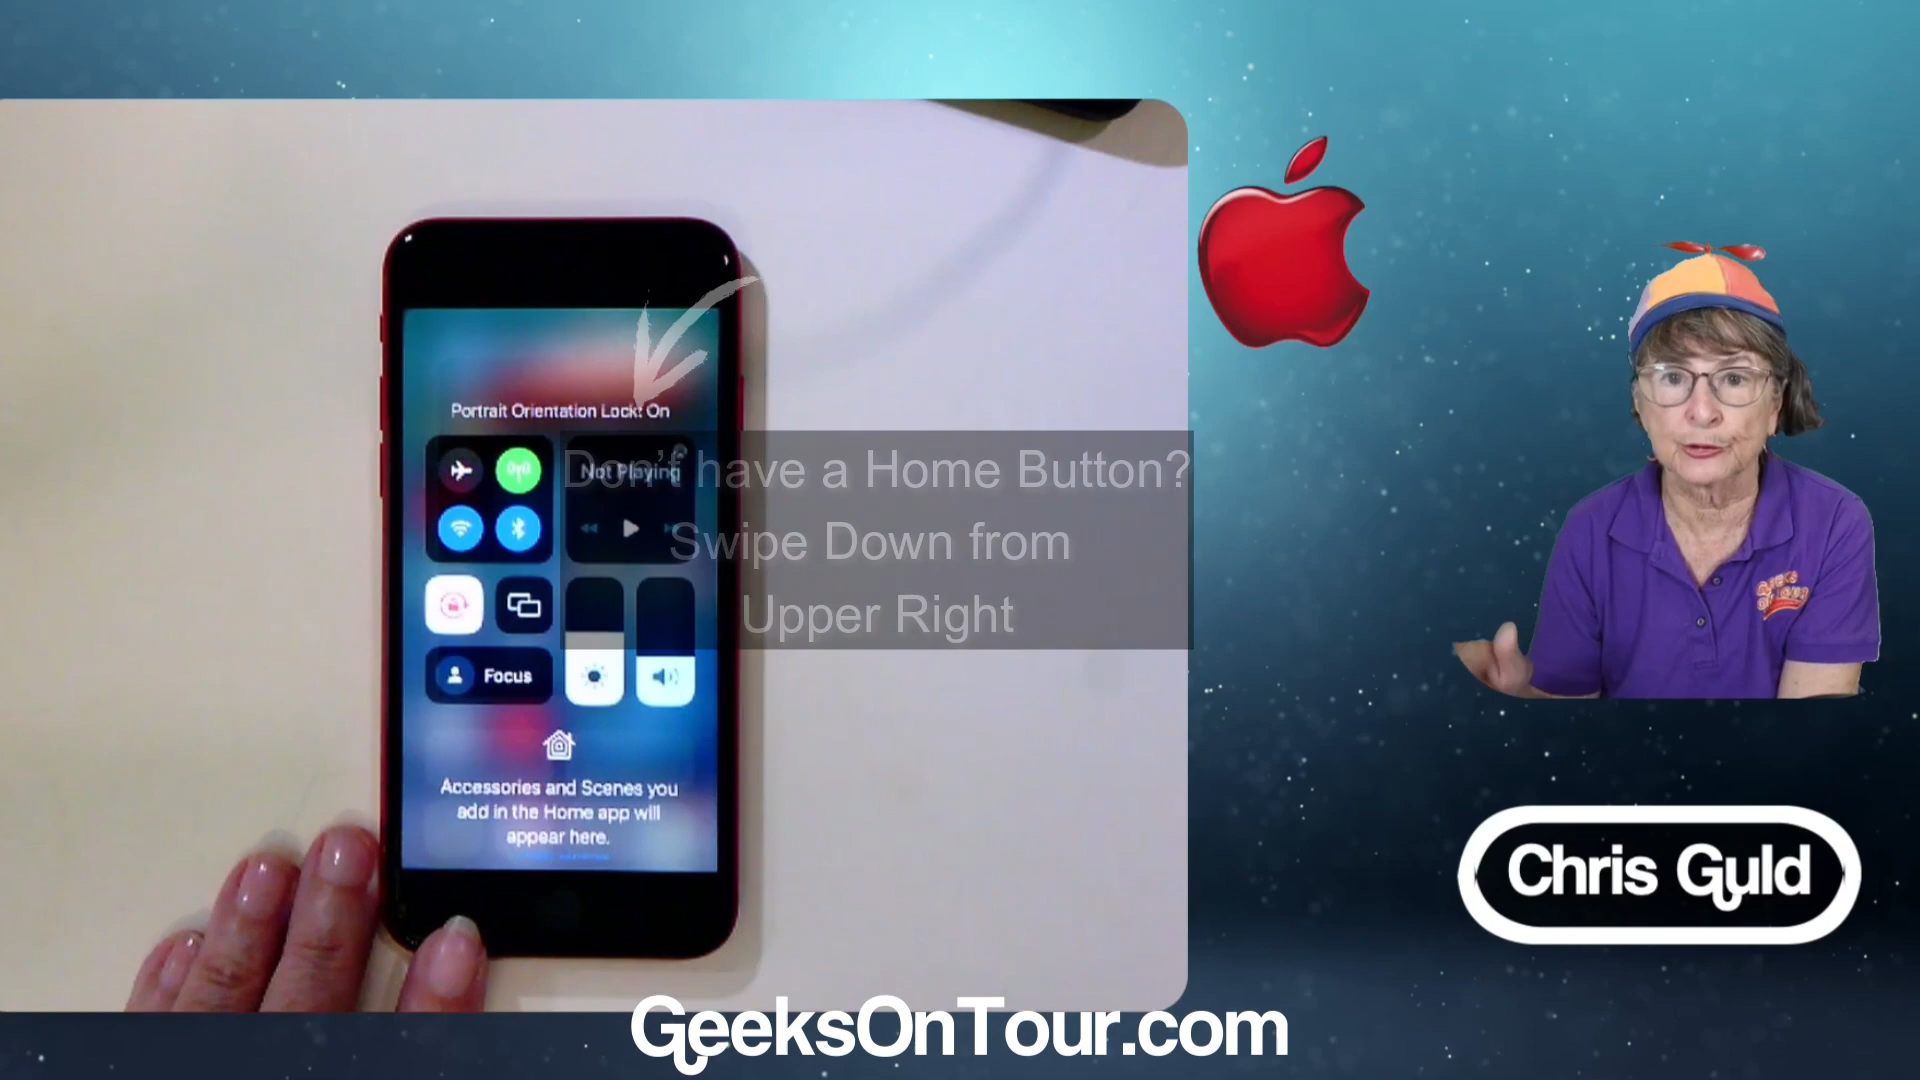 Portrait Orientation Lock: On
Not Playing
Don't have a Home Button?
Swipe Down from
Upper Right
Focus
Accessories and Scenes you
add in the Home app will
appear here.
Chris Guld
GeeksOnTour.com